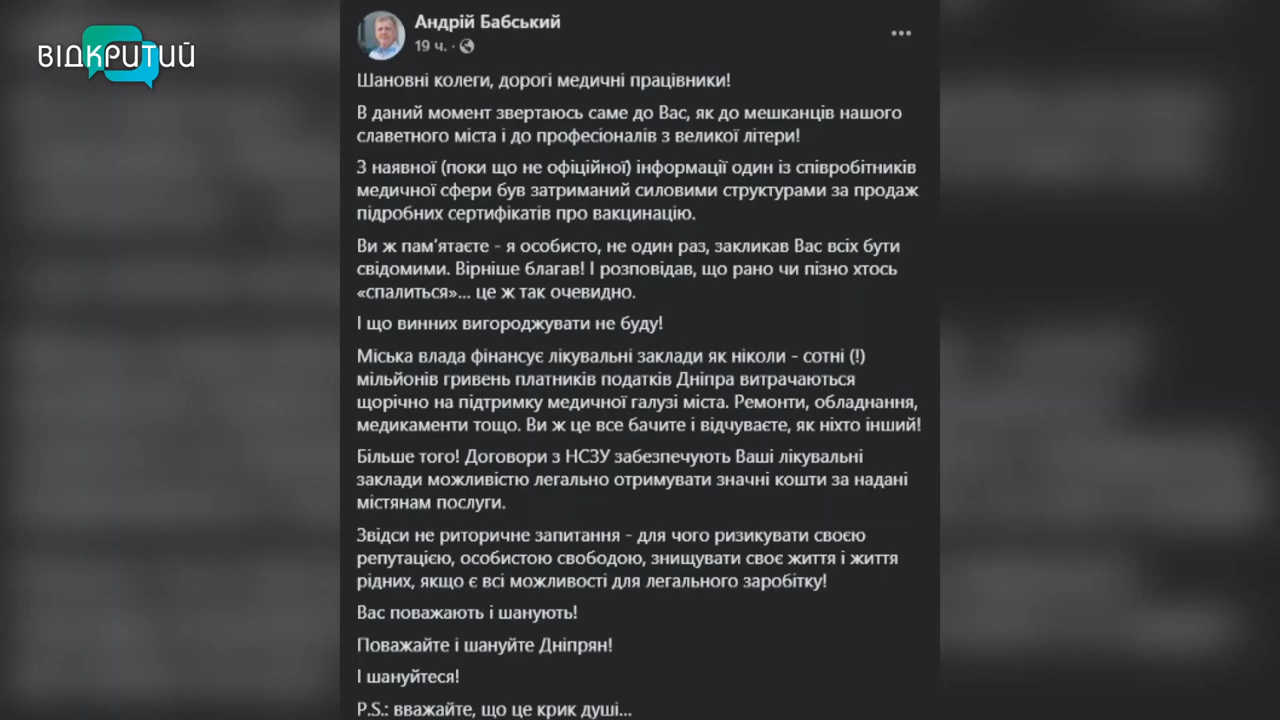 ВІДКРИТИЙ
Андрій Бабський
19 ч. ·
Шановні колеги, дорогі медичні працівники!
В даний момент звертаюсь саме до Вас, як до мешканців нашого
славетного міста і до професіоналів з великої літери!
З наявної (поки що не офіційної) інформації один із співробітників
медичної сфери був затриманий силовими структурами за продаж
підробних сертифікатів про вакцинацію.
Ви ж пам‘ятаєте - я особисто, не один раз, закликав Вас всіх бути
свідомими. Вірніше благав! І розповідав, що рано чи пізно хтось
«спалиться»... це ж так очевидно.
І що винних вигороджувати не буду!
Міська влада фінансує лікувальні заклади як ніколи - сотні (!)
мільйонів гривень платників податків Дніпра витрачаються
щорічно на підтримку медичної галузі міста. Ремонти, обладнання,
медикаменти тощо. Ви ж це все бачите і відчуваєте, як ніхто інший!
Більше того! Договори з НСЗУ забезпечують Ваші лікувальні
заклади можливістю легально отримувати значні кошти за надані
містянам послуги.
Звідси не риторичне запитання - для чого ризикувати своєю
репутацією, особистою свободою, знищувати своє життя і життя
рідних, якщо є всі можливості для легального заробітку!
Вас поважають і шанують!
Поважайте і шануйте Дніпрян!
І шануйтеся!
P.S.: вважайте, що це крик душі...